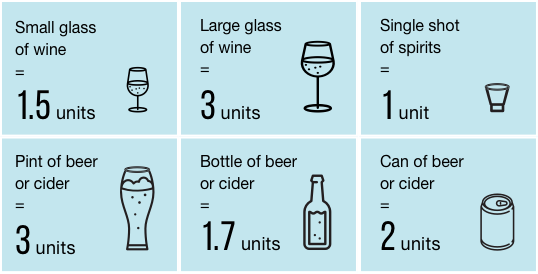 Small glass
of wine
=
1.5 units
Large glass
of wine
=
3 units
Single shot
of spirits
=
1 unit
Pint of beer
or cider
=
3 units
Bottle of beer
or cider
=
1.7 units
Can of beer
or cider
=
2 units